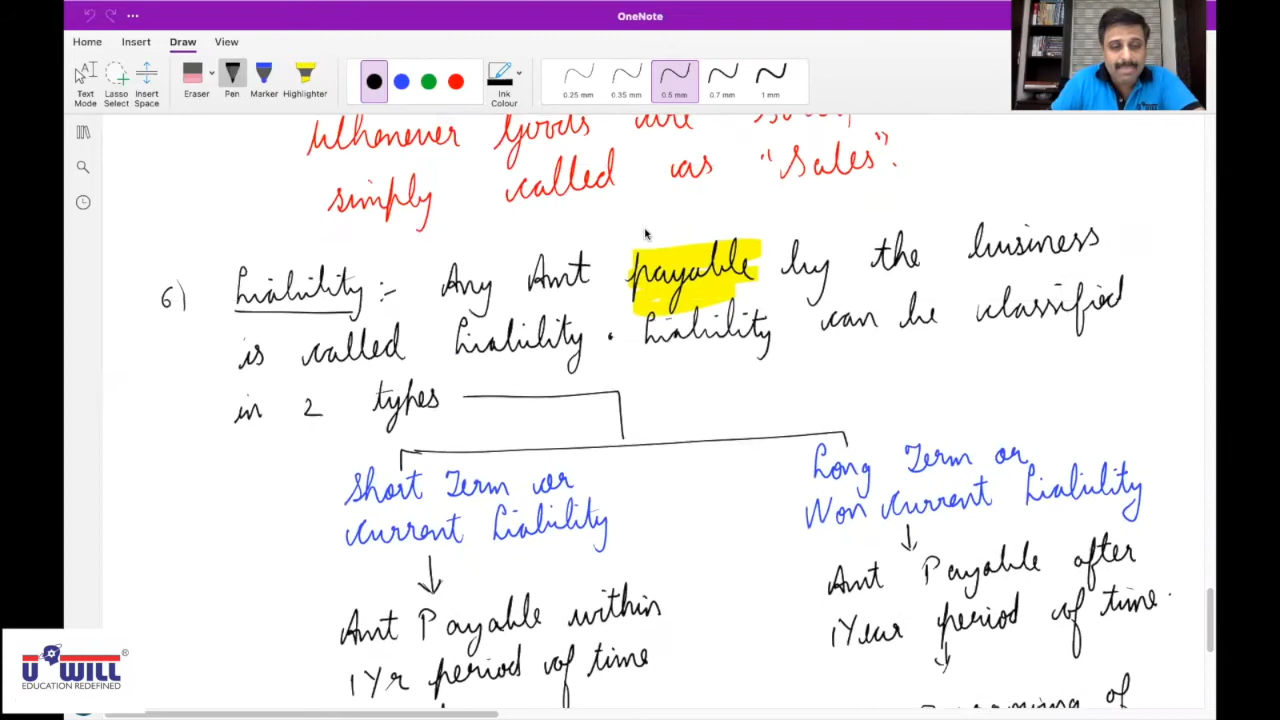 OneNote
Home Insert Draw View
Text Mode
Lasso Select
Insert Space
Eraser
Pen
Marker
Highlighter
Ink Colour
0.25 mm
0.35 mm
0.5 mm
0.7 mm
1 mm
Whenever Goods are
simply called as "Sales".
6) Liability :- Any Amt payable by the business
is called Liability. Liability can be classified
in 2 types
Short Term or
Current Liability
Long Term or
Non Current Liability
Amt Payable within
1Yr period of time
Amt Payable after
1Year period of time.
of
U WILL
EDUCATION REDEFINED